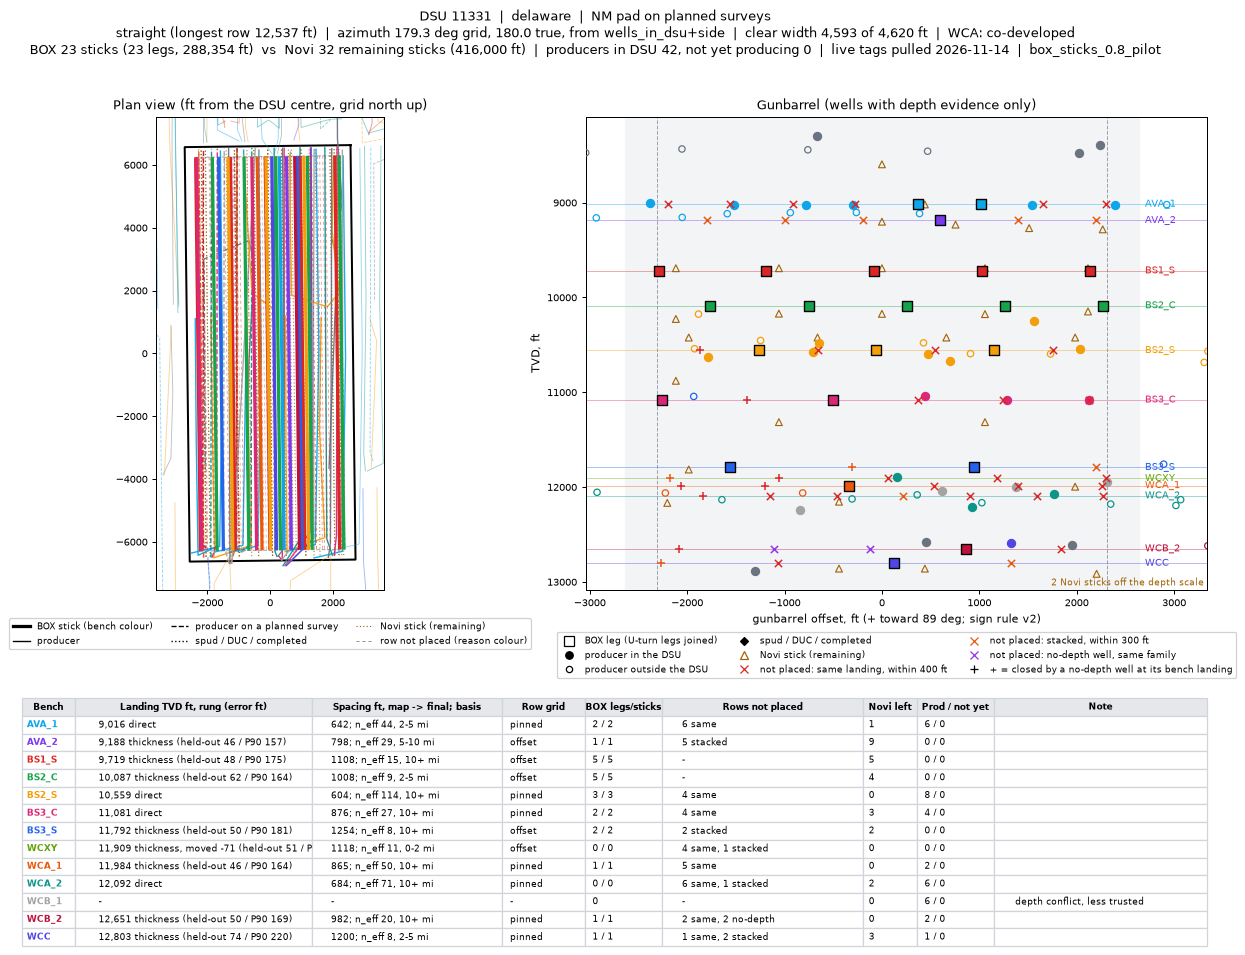 DSU 11331 | delaware | NM pad on planned surveys
straight (longest row 12,537 ft) | azimuth 179.3 deg grid, 180.0 true, from wells_in_dsu+side | clear width 4,593 of 4,620 ft | WCA: co-developed
BOX 23 sticks (23 legs, 288,354 ft) vs Novi 32 remaining sticks (416,000 ft) | producers in DSU 42, not yet producing 0 | live tags pulled 2026-11-14 | box_sticks_0.8_pilot
Plan view (ft from the DSU centre, grid north up)
6000
4000
2000
0
−2000
−4000
−6000
−2000 0 2000
BOX stick (bench colour)
producer
producer on a planned survey
spud / DUC / completed
Novi stick (remaining)
row not placed (reason colour)
Gunbarrel (wells with depth evidence only)
TVD, ft
9000
10000
11000
12000
13000
AVA_1
AVA_2
BS1_S
BS2_C
BS2_S
BS3_C
BS3_S
WCXY
WCA_1
WCA_2
WCB_2
WCC
2 Novi sticks off the depth scale
−3000 −2000 −1000 0 1000 2000 3000
gunbarrel offset, ft (+ toward 89 deg; sign rule v2)
BOX leg (U-turn legs joined)
producer in the DSU
producer outside the DSU
spud / DUC / completed
Novi stick (remaining)
not placed: same landing, within 400 ft
not placed: stacked, within 300 ft
not placed: no-depth well, same family
+ = closed by a no-depth well at its bench landing
Bench Landing TVD ft, rung (error ft) Spacing ft, map -> final; basis Row grid BOX legs/sticks Rows not placed Novi left Prod / not yet Note
AVA_1 9,016 direct 642; n_eff 44, 2-5 mi pinned 2 / 2 6 same 1 6 / 0
AVA_2 9,188 thickness (held-out 46 / P90 157) 798; n_eff 29, 5-10 mi offset 1 / 1 5 stacked 9 0 / 0
BS1_S 9,719 thickness (held-out 48 / P90 175) 1108; n_eff 15, 10+ mi offset 5 / 5 - 5 0 / 0
BS2_C 10,087 thickness (held-out 62 / P90 164) 1008; n_eff 9, 2-5 mi offset 5 / 5 - 4 0 / 0
BS2_S 10,559 direct 604; n_eff 114, 10+ mi pinned 3 / 3 4 same 0 8 / 0
BS3_C 11,081 direct 876; n_eff 27, 10+ mi pinned 2 / 2 4 same 3 4 / 0
BS3_S 11,792 thickness (held-out 50 / P90 181) 1254; n_eff 8, 10+ mi offset 2 / 2 2 stacked 2 0 / 0
WCXY 11,909 thickness, moved -71 (held-out 51 / P 1118; n_eff 11, 0-2 mi offset 0 / 0 4 same, 1 stacked 0 0 / 0
WCA_1 11,984 thickness (held-out 46 / P90 164) 865; n_eff 50, 10+ mi pinned 1 / 1 5 same 0 2 / 0
WCA_2 12,092 direct 684; n_eff 71, 10+ mi pinned 0 / 0 6 same, 1 stacked 2 6 / 0
WCB_1 - - - 0 - 0 6 / 0 depth conflict, less trusted
WCB_2 12,651 thickness (held-out 50 / P90 169) 982; n_eff 20, 10+ mi pinned 1 / 1 2 same, 2 no-depth 0 2 / 0
WCC 12,803 thickness (held-out 74 / P90 220) 1200; n_eff 8, 2-5 mi offset 1 / 1 1 same, 2 stacked 3 1 / 0